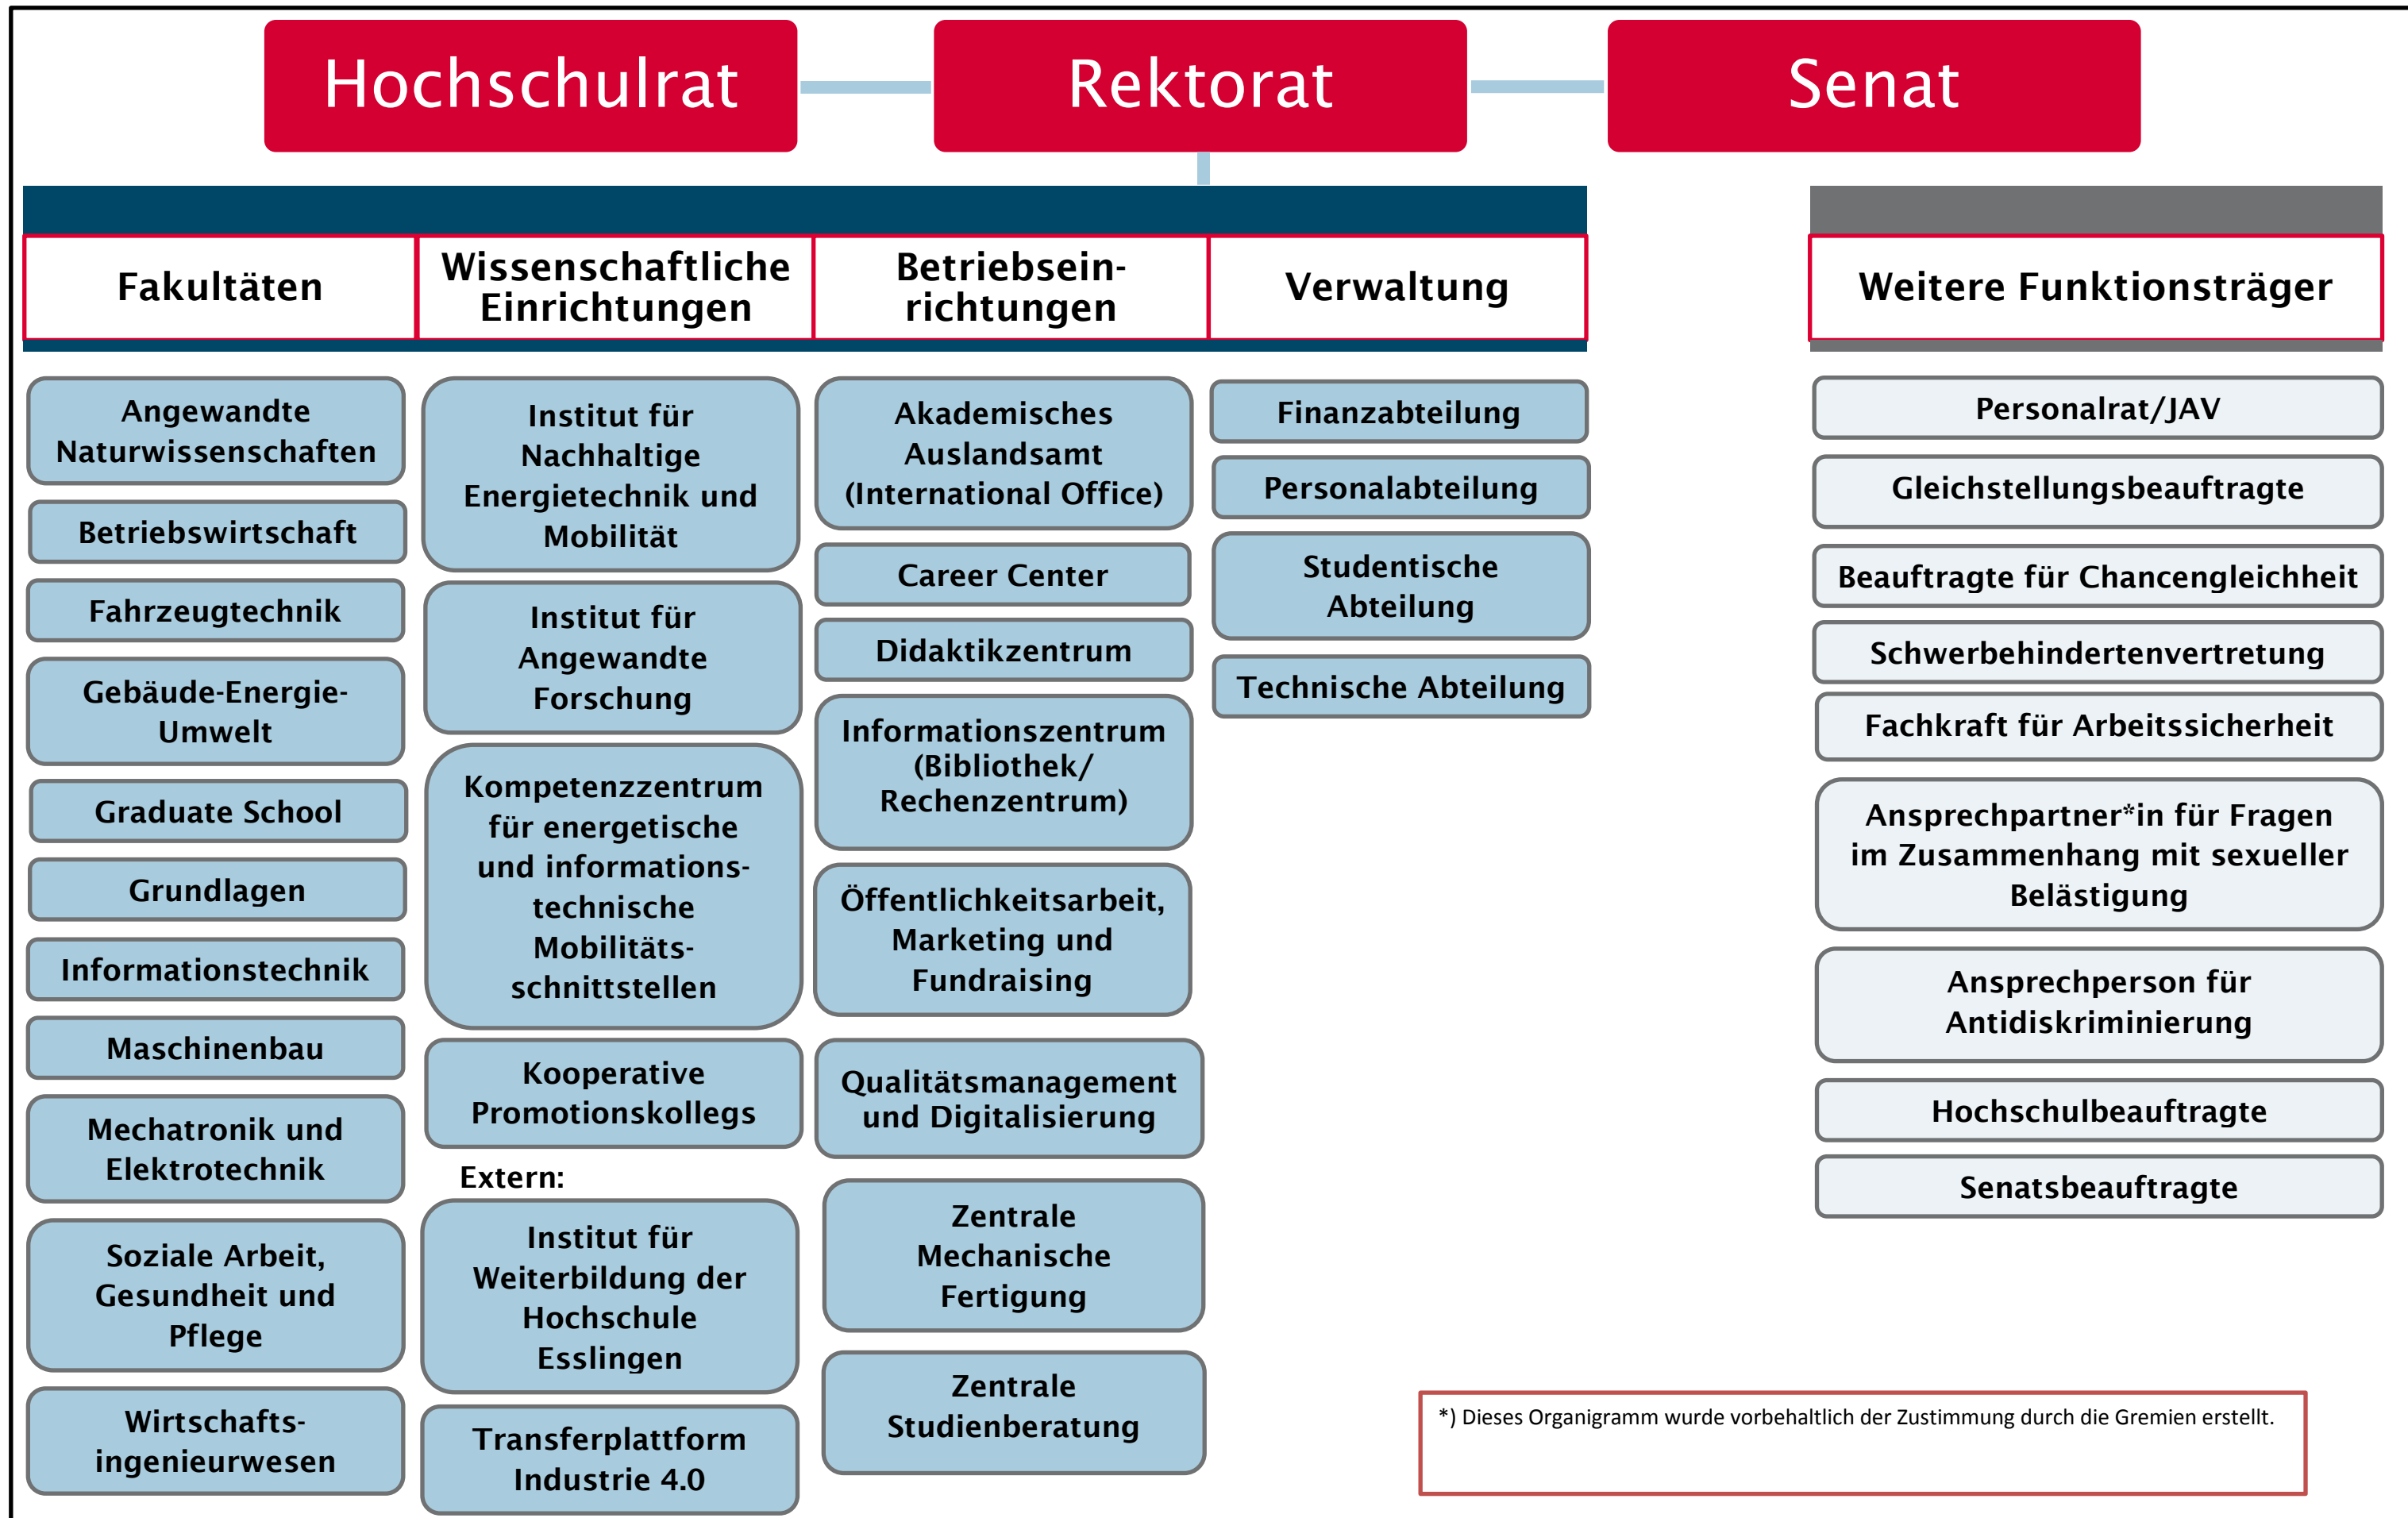 Hochschulrat
Rektorat
Senat
Fakultäten
Wissenschaftliche
Einrichtungen
Betriebsein-
richtungen
Verwaltung
Weitere Funktionsträger
Angewandte
Naturwissenschaften
Betriebswirtschaft
Fahrzeugtechnik
Gebäude-Energie-
Umwelt
Graduate School
Grundlagen
Informationstechnik
Maschinenbau
Mechatronik und
Elektrotechnik
Soziale Arbeit,
Gesundheit und
Pflege
Wirtschafts-
ingenieurwesen
Institut für
Nachhaltige
Energietechnik und
Mobilität
Institut für
Angewandte
Forschung
Kompetenzzentrum
für energetische
und informations-
technische
Mobilitäts-
schnittstellen
Kooperative
Promotionskollegs
Extern:
Institut für
Weiterbildung der
Hochschule
Esslingen
Transferplattform
Industrie 4.0
Akademisches
Auslandsamt
(International Office)
Career Center
Didaktikzentrum
Informationszentrum
(Bibliothek/
Rechenzentrum)
Öffentlichkeitsarbeit,
Marketing und
Fundraising
Qualitätsmanagement
und Digitalisierung
Zentrale
Mechanische
Fertigung
Zentrale
Studienberatung
Finanzabteilung
Personalabteilung
Studentische
Abteilung
Technische Abteilung
Personalrat/JAV
Gleichstellungsbeauftragte
Beauftragte für Chancengleichheit
Schwerbehindertenvertretung
Fachkraft für Arbeitssicherheit
Ansprechpartner*in für Fragen
im Zusammenhang mit sexueller
Belästigung
Ansprechperson für
Antidiskriminierung
Hochschulbeauftragte
Senatsbeauftragte
*) Dieses Organigramm wurde vorbehaltlich der Zustimmung durch die Gremien erstellt.